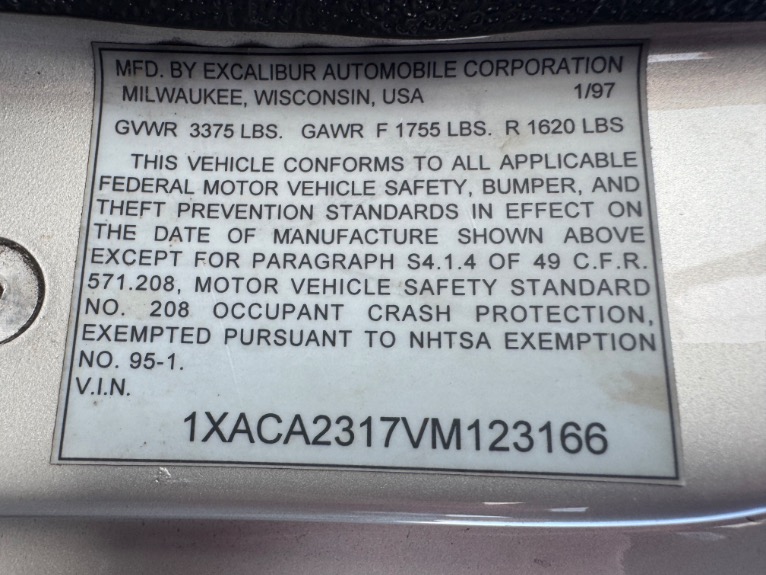 MFD. BY EXCALIBUR AUTOMOBILE CORPORATION
MILWAUKEE, WISCONSIN, USA 1/97
GVWR 3375 LBS. GAWR F 1755 LBS. R 1620 LBS
THIS VEHICLE CONFORMS TO ALL APPLICABLE
FEDERAL MOTOR VEHICLE SAFETY, BUMPER, AND
THEFT PREVENTION STANDARDS IN EFFECT ON
THE DATE OF MANUFACTURE SHOWN ABOVE
EXCEPT FOR PARAGRAPH S4.1.4 OF 49 C.F.R.
571.208, MOTOR VEHICLE SAFETY STANDARD
NO. 208 OCCUPANT CRASH PROTECTION,
EXEMPTED PURSUANT TO NHTSA EXEMPTION
NO. 95-1.
V.I.N.
1XACA2317VM123166